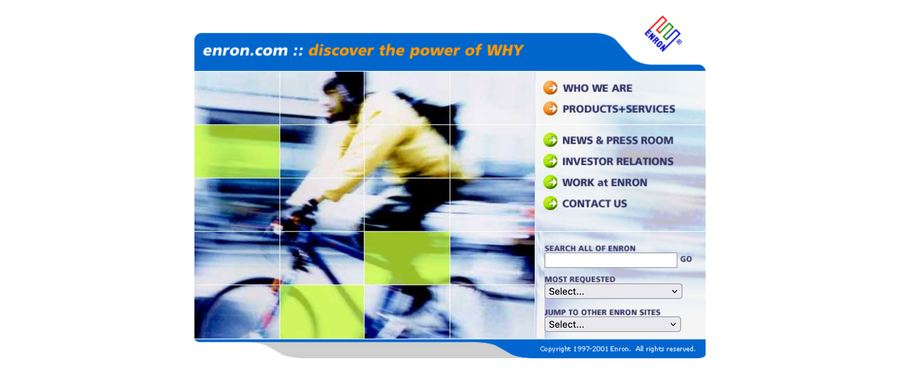 enron.com :: discover the power of WHY
ENRON®
WHO WE ARE
PRODUCTS+SERVICES
NEWS & PRESS ROOM
INVESTOR RELATIONS
WORK at ENRON
CONTACT US
SEARCH ALL OF ENRON
GO
MOST REQUESTED
Select...
JUMP TO OTHER ENRON SITES
Select...
Copyright 1997-2001 Enron. All rights reserved.